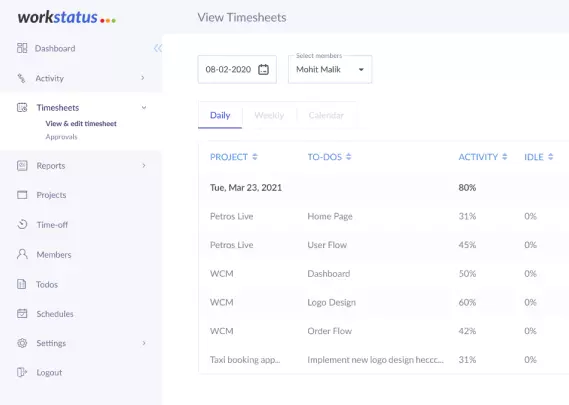 workstatus
View Timesheets
Dashboard
Activity
Timesheets
View & edit timesheet
Approvals
Reports
Projects
Time-off
Members
Todos
Schedules
Settings
Logout
08-02-2020
Select members
Mohit Malik
Daily Weekly Calendar
PROJECT TO-DOS ACTIVITY IDLE
Tue, Mar 23, 2021 80%
Petros Live Home Page 31% 0%
Petros Live User Flow 45% 0%
WCM Dashboard 50% 0%
WCM Logo Design 60% 0%
WCM Order Flow 42% 0%
Taxi booking app... Implement new logo design heccc... 31% 0%